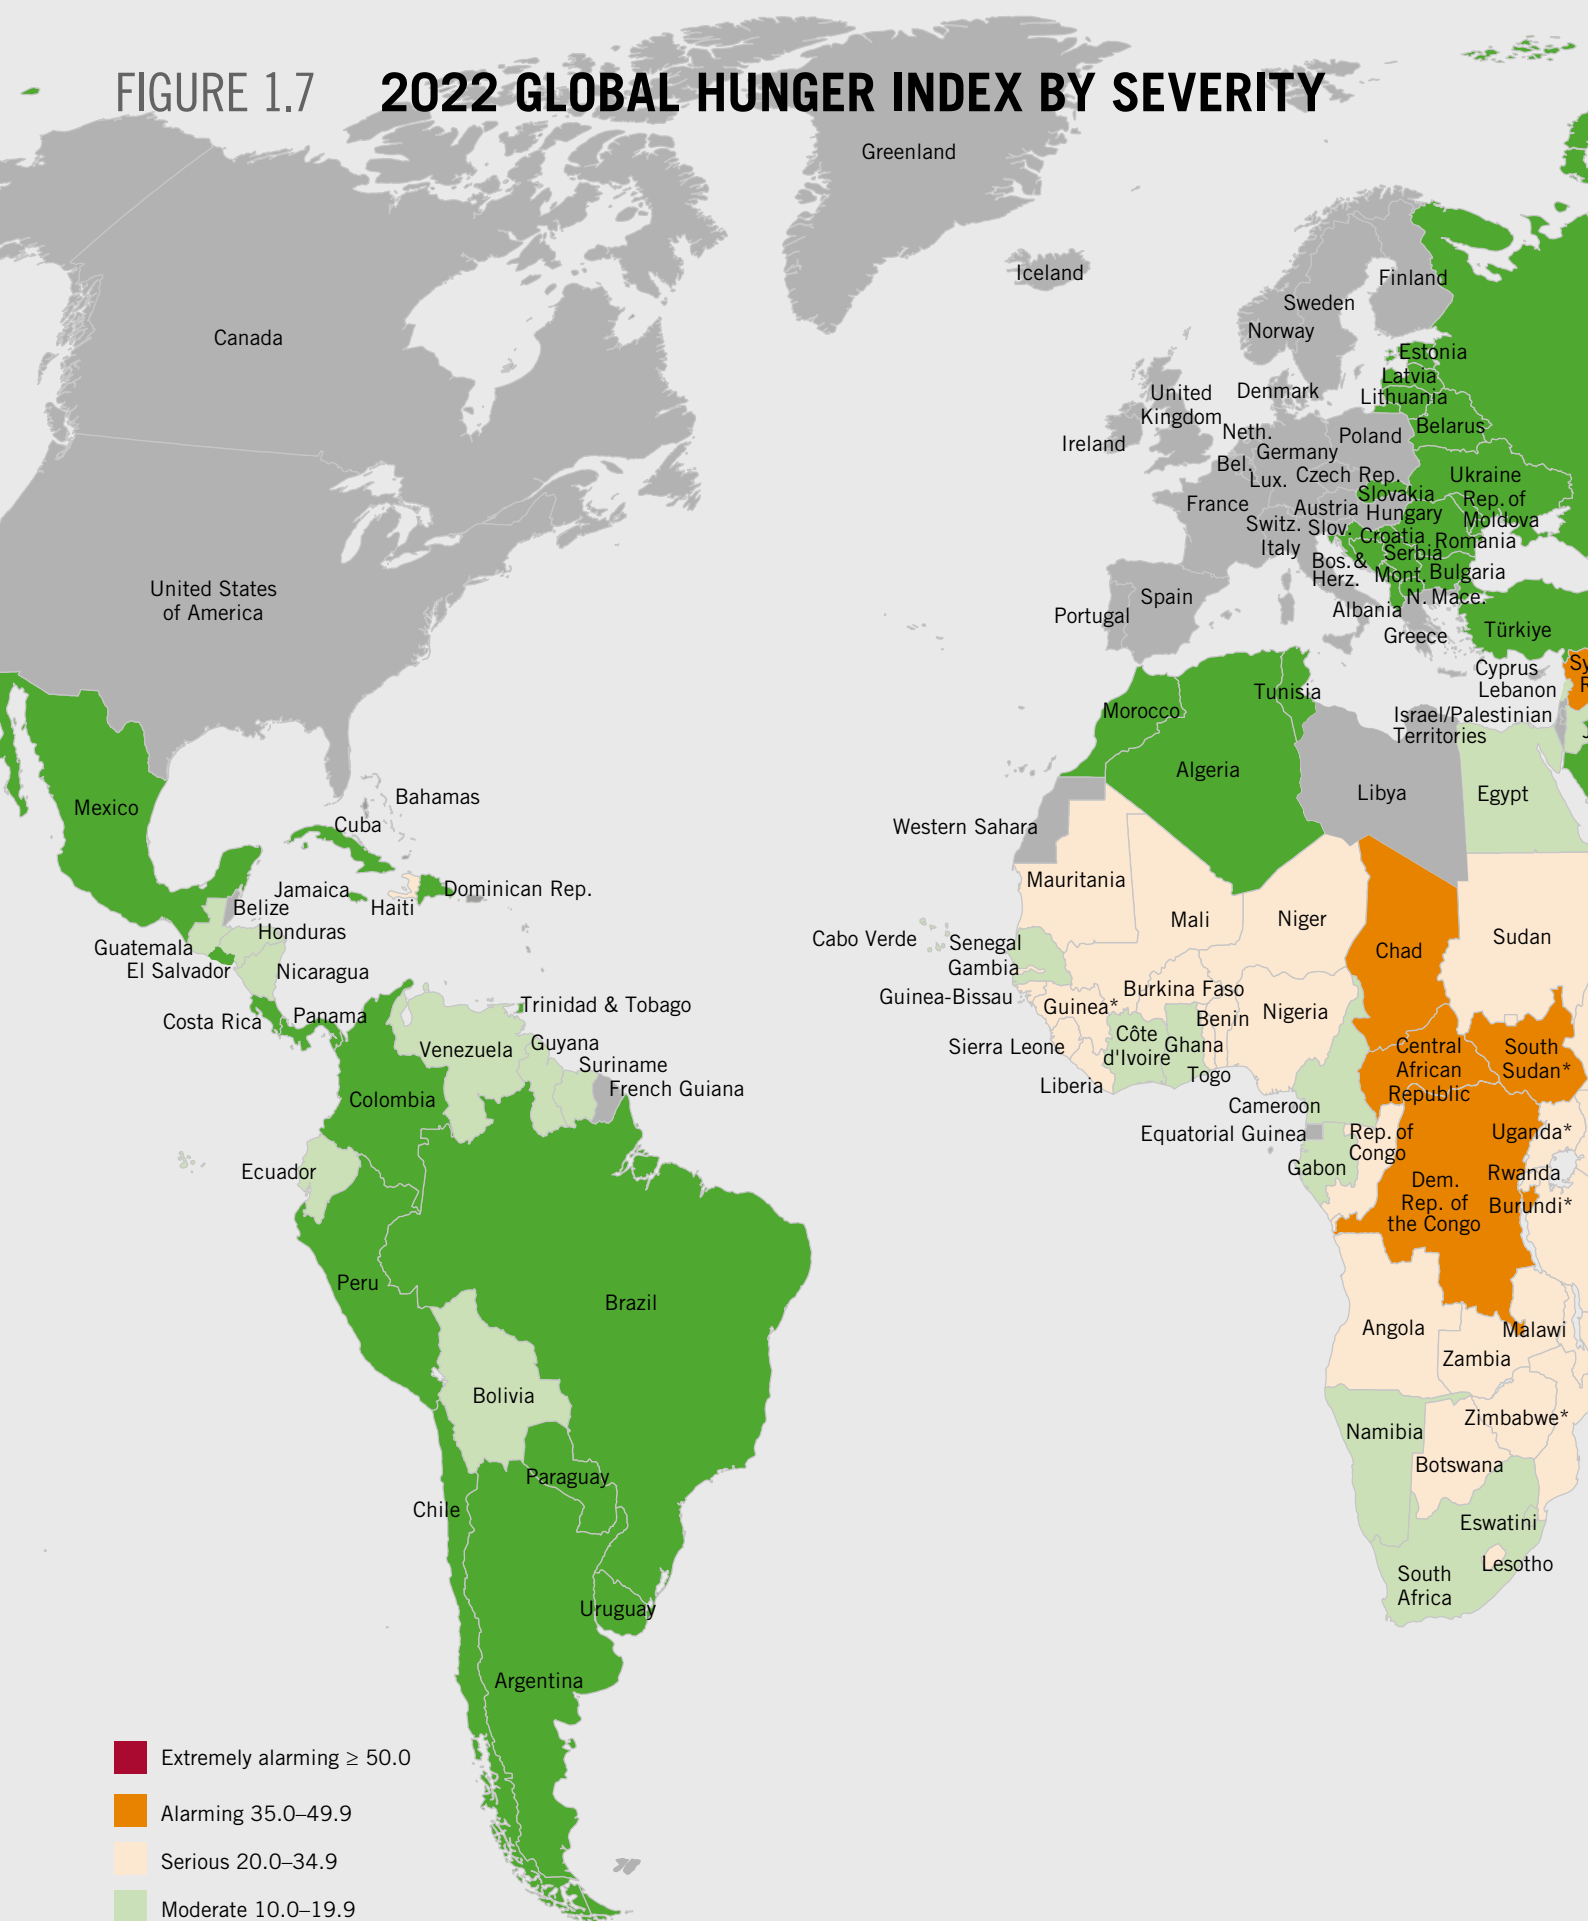 FIGURE 1.7 2022 GLOBAL HUNGER INDEX BY SEVERITY
Greenland
Iceland
Finland
Sweden
Norway
Canada
Estonia
Latvia
Lithuania
Denmark
United
Kingdom
Belarus
Neth.
Poland
Ireland
Germany
Bel.
Lux.
Czech Rep.
Ukraine
Slovakia
Rep. of
Moldova
France
Austria
Hungary
Switz.
Slov.
Croatia
Romania
Italy
Serbia
Bos. &
Herz.
Mont.
Bulgaria
United States
of America
Spain
N. Mace.
Portugal
Albania
Greece
Türkiye
Cyprus
Sy
R
Lebanon
Tunisia
Morocco
Israel/Palestinian
Territories
J
Algeria
Libya
Egypt
Mexico
Bahamas
Cuba
Western Sahara
Mauritania
Jamaica
Haiti
Dominican Rep.
Belize
Honduras
Guatemala
El Salvador
Nicaragua
Mali
Niger
Chad
Sudan
Cabo Verde
Senegal
Gambia
Guinea-Bissau
Guinea*
Burkina Faso
Benin
Nigeria
Trinidad & Tobago
Costa Rica
Panama
Venezuela
Guyana
Suriname
French Guiana
Sierra Leone
Côte
d'Ivoire
Ghana
Liberia
Togo
Central
African
Republic
South
Sudan*
Colombia
Cameroon
Equatorial Guinea
Rep. of
Congo
Uganda*
Ecuador
Gabon
Rwanda
Dem.
Rep. of
the Congo
Burundi*
Peru
Brazil
Angola
Malawi
Zambia
Bolivia
Zimbabwe*
Namibia
Botswana
Paraguay
Chile
Eswatini
Lesotho
South
Africa
Uruguay
Argentina
Extremely alarming ≥ 50.0
Alarming 35.0–49.9
Serious 20.0–34.9
Moderate 10.0–19.9